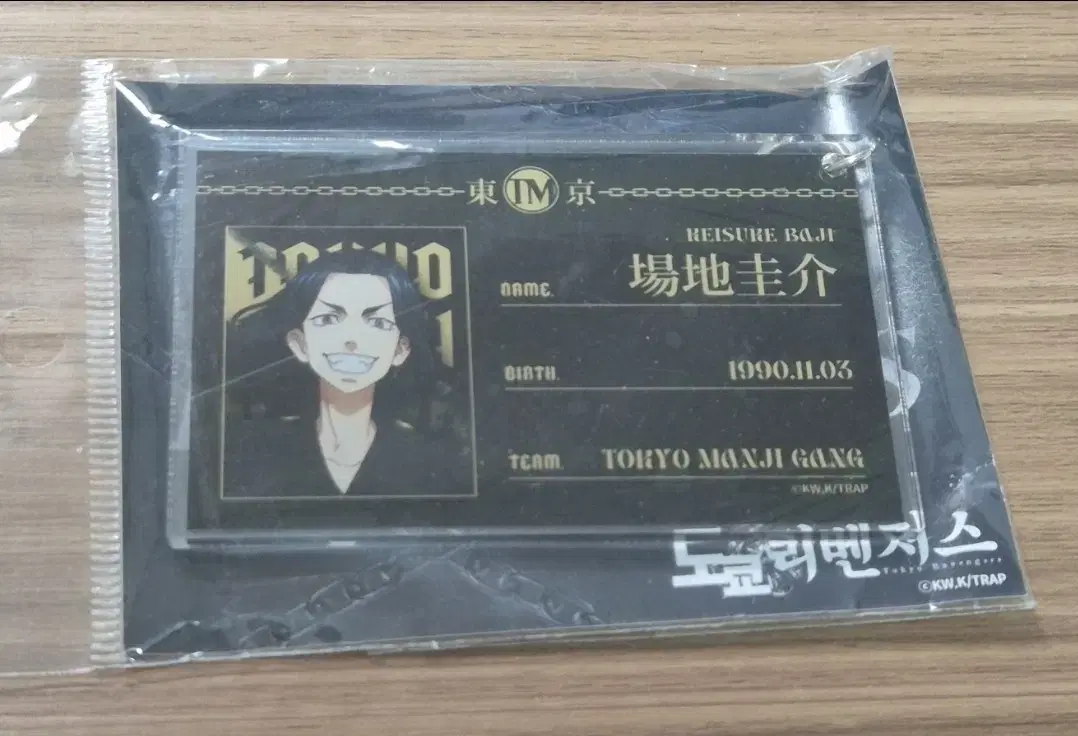 東 TM 京
KEISUKE BAJI
NAME. 場地圭介
BIRTH. 1990.11.03
TEAM. TOKYO MANJI GANG
©KW,K/TRAP
도쿄리벤저스
Tokyo Revengers
©KW,K/TRAP